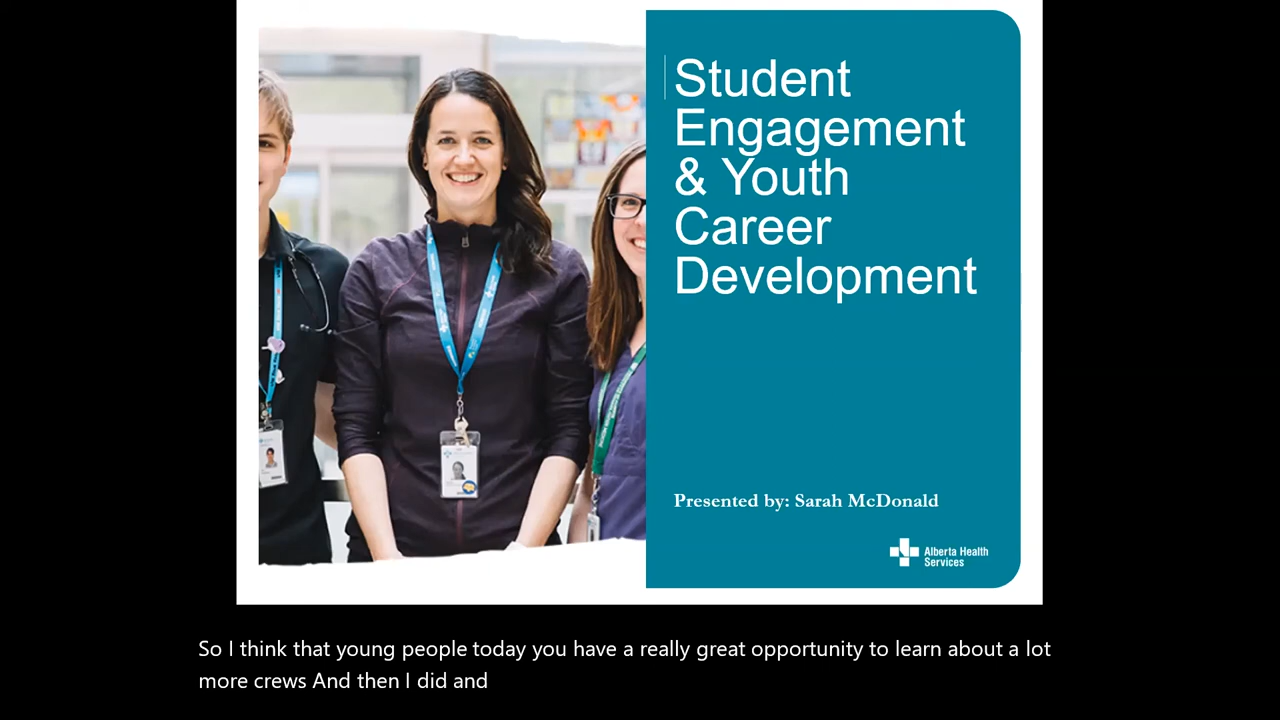 Student
Engagement
& Youth
Career
Development
Presented by: Sarah McDonald
Alberta Health
Services
So I think that young people today you have a really great opportunity to learn about a lot
more crews And then I did and